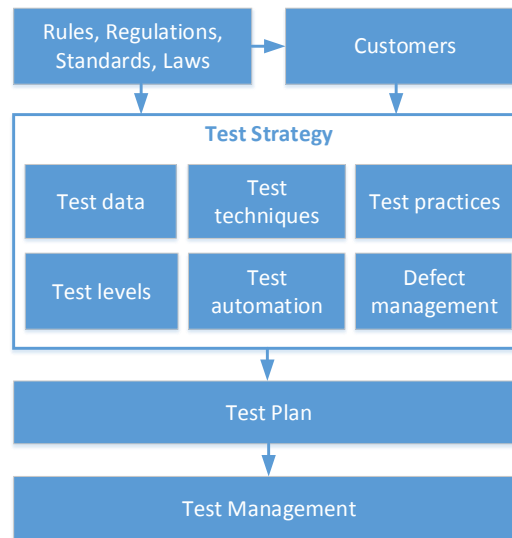 Rules, Regulations,
Standards, Laws
Customers
Test Strategy
Test data
Test
techniques
Test practices
Test levels
Test
automation
Defect
management
Test Plan
Test Management